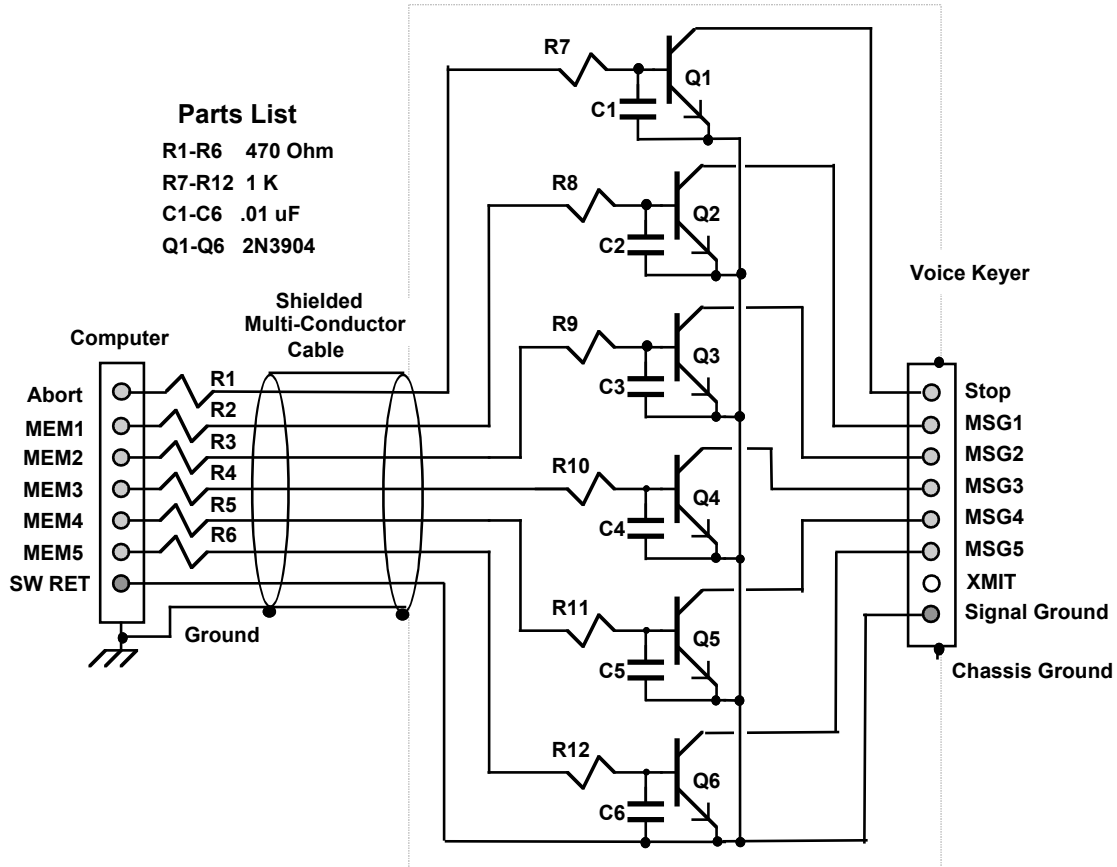 R7
Q1
C1
Parts List
R1-R6 470 Ohm
R7-R12 1 K
C1-C6 .01 uF
Q1-Q6 2N3904
R8
Q2
C2
Voice Keyer
Shielded
Multi-Conductor
Cable
Computer
R9
Q3
C3
Abort
R1
Stop
MEM1
R2
MSG1
MEM2
R3
MSG2
MEM3
R4
R10
Q4
C4
MSG3
MEM4
R5
MSG4
MEM5
R6
MSG5
SW RET
XMIT
Ground
R11
Q5
C5
Signal Ground
Chassis Ground
R12
Q6
C6